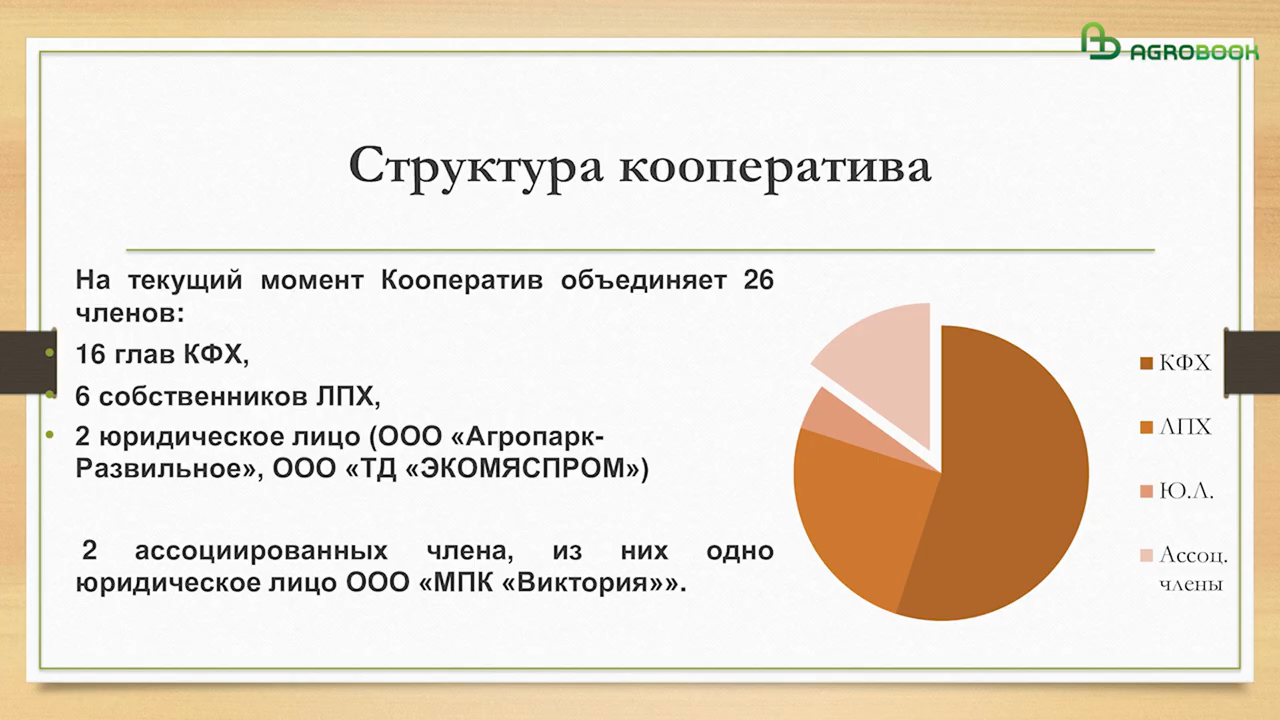 AGROBOOK
Структура кооператива
На текущий момент Кооператив объединяет 26
членов:
16 глав КФХ,
6 собственников ЛПХ,
2 юридическое лицо (ООО «Агропарк-
Развильное», ООО «ТД «ЭКОМЯСПРОМ»)
2 ассоциированных члена, из них одно
юридическое лицо ООО «МПК «Виктория»».
КФХ
ЛПХ
Ю.Л.
Ассоц.
члены